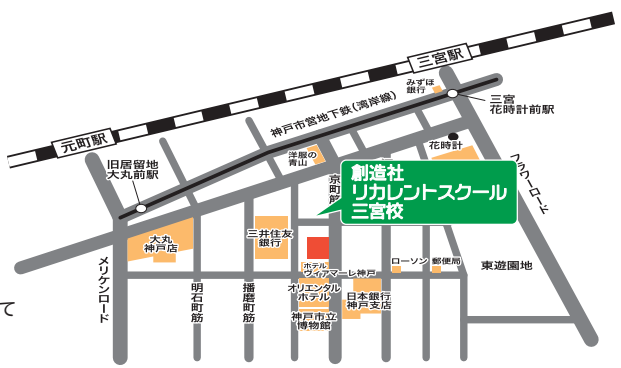 三宮駅
みずほ
銀行
三宮
花時計前駅
神戸市営地下鉄(湾岸線)
元町駅
旧居留地
大丸前駅
洋服の
青山
花時計
フラワーロード
京町筋
創造社
リカレントスクール
三宮校
大丸
神戸店
三井住友
銀行
ホテル
ヴィアマーレ神戸
ローソン
郵便局
東遊園地
メリケンロード
明石町筋
播磨町筋
オリエンタル
ホテル
日本銀行
神戸支店
神戸市立
博物館
て